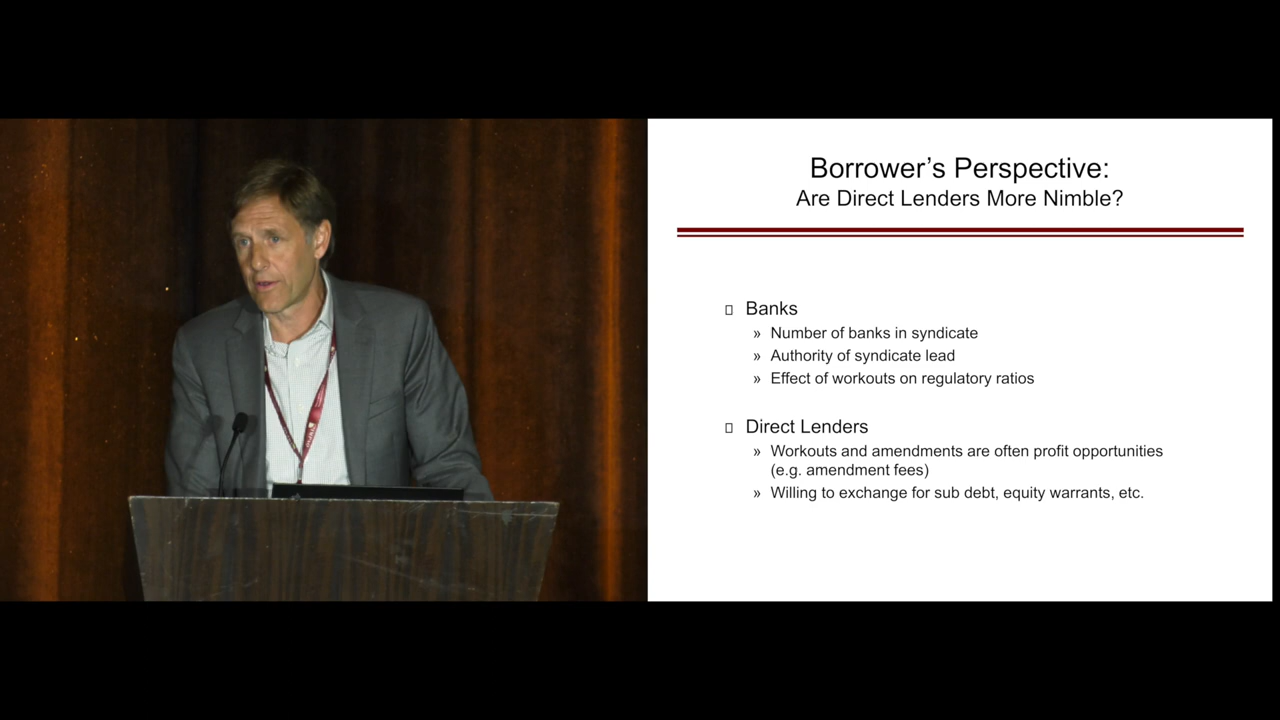 Borrower’s Perspective:
Are Direct Lenders More Nimble?
Banks
» Number of banks in syndicate
» Authority of syndicate lead
» Effect of workouts on regulatory ratios
Direct Lenders
» Workouts and amendments are often profit opportunities
(e.g. amendment fees)
» Willing to exchange for sub debt, equity warrants, etc.